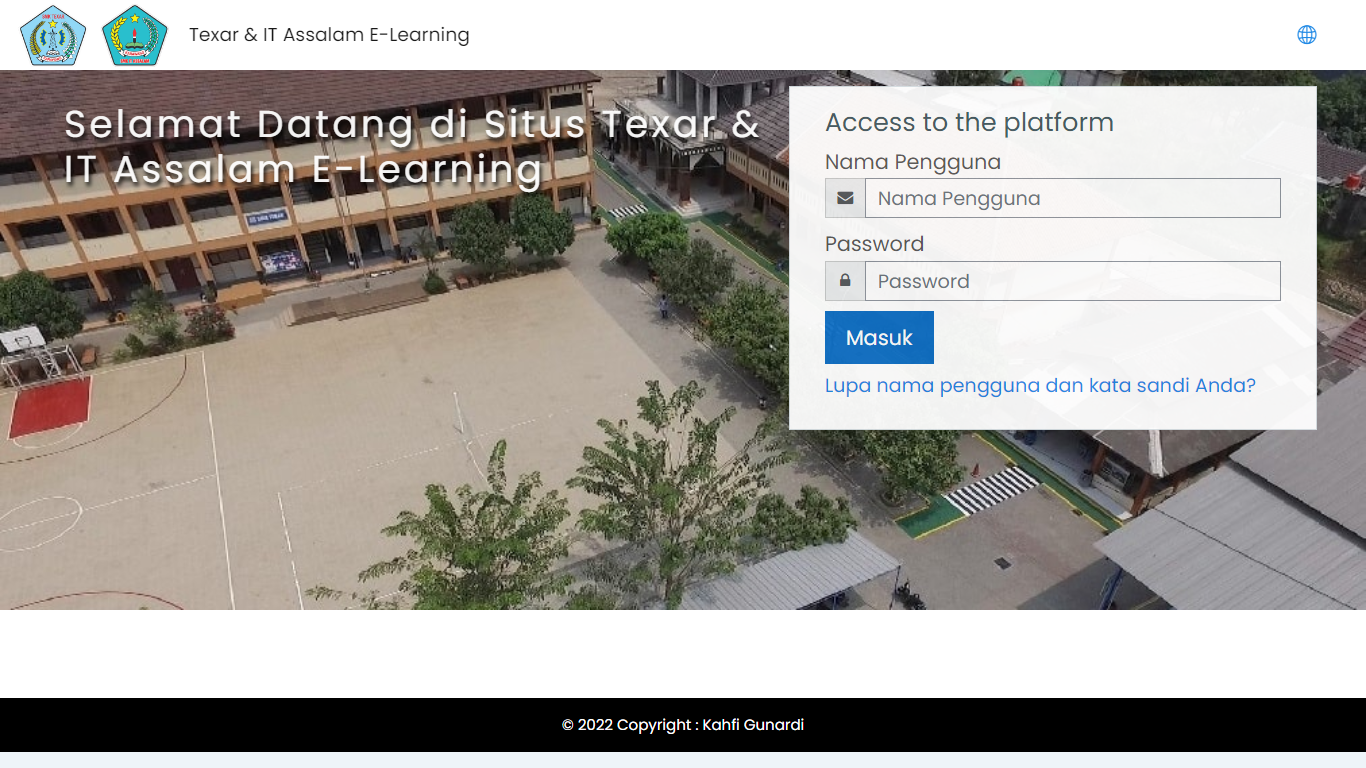 Texar & IT Assalam E-Learning
Selamat Datang di Situs Texar &
IT Assalam E-Learning
Access to the platform
Nama Pengguna
Nama Pengguna
Password
Password
Masuk
Lupa nama pengguna dan kata sandi Anda?
© 2022 Copyright : Kahfi Gunardi